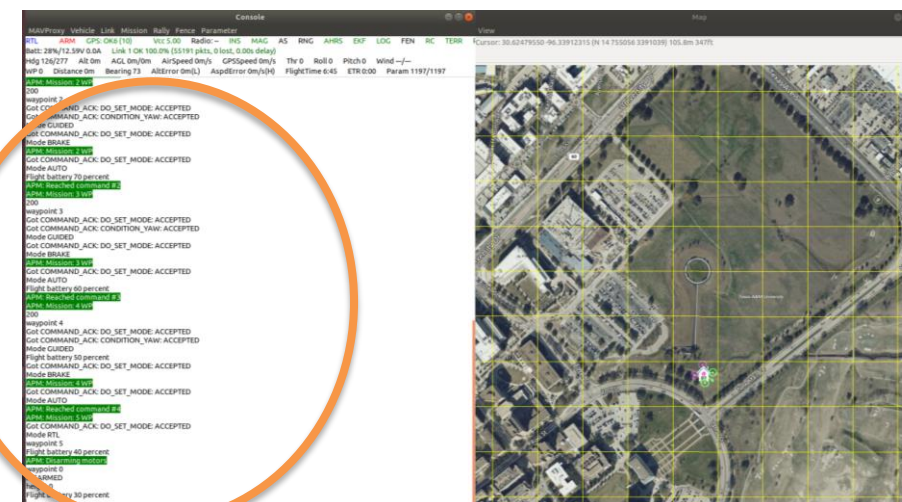 Console
MAVProxy Vehicle Link Mission Rally Fence Parameter
RTL ARM GPS: OK6 (10) Vcc 5.00 Radio:-- INS MAG AS RNG AHRS EKF LOG FEN RC TERR
Batt: 28%/12.59V 0.0A Link 1 OK 100.0% (55191 pkts, 0 lost, 0.00s delay)
Hdg 126/277 Alt 0m AGL 0m/0m AirSpeed 0m/s GPSSpeed 0m/s Thr 0 Roll 0 Pitch 0 Wind --/--
WP 0 Distance 0m Bearing 73 AltError 0m(L) AspdError 0m/s(H) FlightTime 6:45 ETR 0:00 Param 1197/1197
APM: Mission: 2 WP
200
waypoint 2
Got COMMAND_ACK: DO_SET_MODE: ACCEPTED
Got COMMAND_ACK: CONDITION_YAW: ACCEPTED
Mode GUIDED
Got COMMAND_ACK: DO_SET_MODE: ACCEPTED
Mode BRAKE
APM: Mission: 2 WP
Got COMMAND_ACK: DO_SET_MODE: ACCEPTED
Mode AUTO
Flight battery 70 percent
APM: Reached command #2
APM: Mission: 3 WP
200
waypoint 3
Got COMMAND_ACK: DO_SET_MODE: ACCEPTED
Got COMMAND_ACK: CONDITION_YAW: ACCEPTED
Mode GUIDED
Got COMMAND_ACK: DO_SET_MODE: ACCEPTED
Mode BRAKE
APM: Mission: 3 WP
Got COMMAND_ACK: DO_SET_MODE: ACCEPTED
Mode AUTO
Flight battery 60 percent
APM: Reached command #3
APM: Mission: 4 WP
200
waypoint 4
Got COMMAND_ACK: DO_SET_MODE: ACCEPTED
Got COMMAND_ACK: CONDITION_YAW: ACCEPTED
Mode GUIDED
Flight battery 50 percent
Got COMMAND_ACK: DO_SET_MODE: ACCEPTED
Mode BRAKE
APM: Mission: 4 WP
Got COMMAND_ACK: DO_SET_MODE: ACCEPTED
Mode AUTO
APM: Reached command #4
APM: Mission: 5 WP
Got COMMAND_ACK: DO_SET_MODE: ACCEPTED
Mode RTL
waypoint 5
Flight battery 40 percent
APM: Disarming motors
waypoint 0
ARMED
0
Flight battery 30 percent
Map
View
Cursor: 30.62479550 -96.33912315 (N 14 755056 3391039) 105.8m 347ft